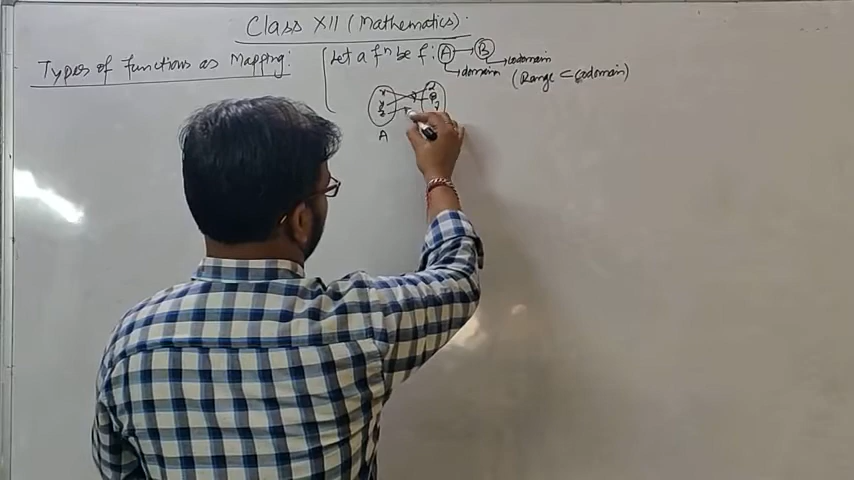 Class XII (Mathematics)
Types of functions as Mapping:
Let a fⁿ be f: A → B
codomain
domain (Range ⊂ codomain)
A